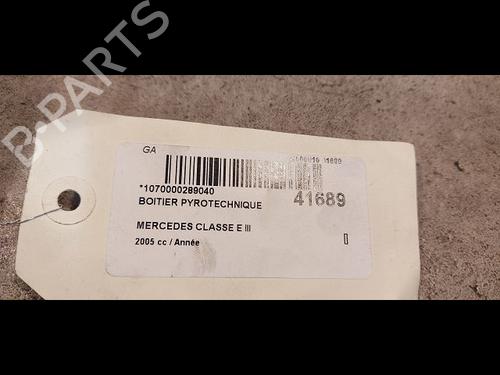 B-PARTS
GA
*1070000289040
BOITIER PYROTECHNIQUE
41689
MERCEDES CLASSE E III
2005 cc / Année